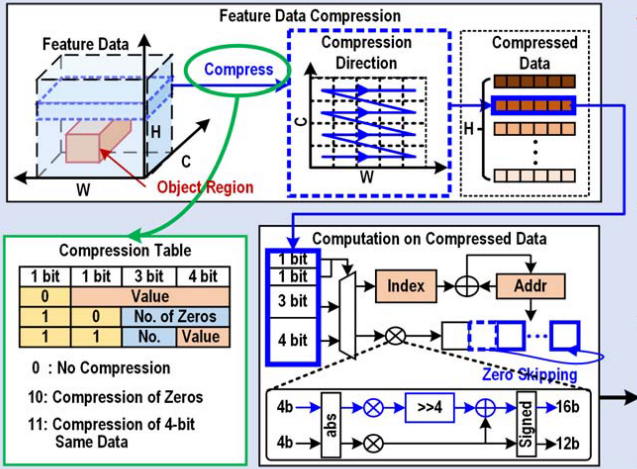 Feature Data Compression
Feature Data
Compress
Compression
Direction
Compressed
Data
H
C
W
Object Region
C
W
H
Compression Table
1 bit 1 bit 3 bit 4 bit
0 Value
1 0 No. of Zeros
1 1 No. Value
0 : No Compression
10: Compression of Zeros
11: Compression of 4-bit
Same Data
Computation on Compressed Data
1 bit
1 bit
3 bit
4 bit
Index
Addr
Zero Skipping
4b abs >>4 Signed 16b
4b 12b